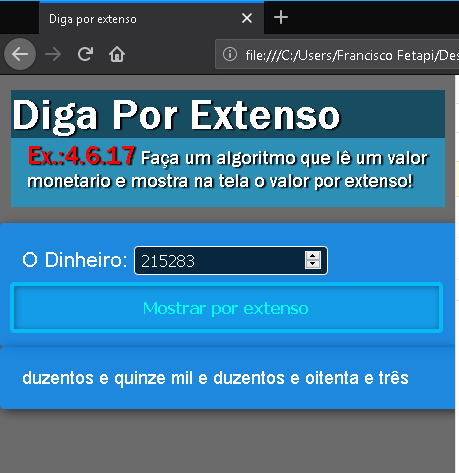 Diga por extenso
file:///C:/Users/Francisco Fetapi/Des
Diga Por Extenso
Ex.:4.6.17 Faça um algoritmo que lê um valor
monetario e mostra na tela o valor por extenso!
O Dinheiro: 215283
Mostrar por extenso
duzentos e quinze mil e duzentos e oitenta e três